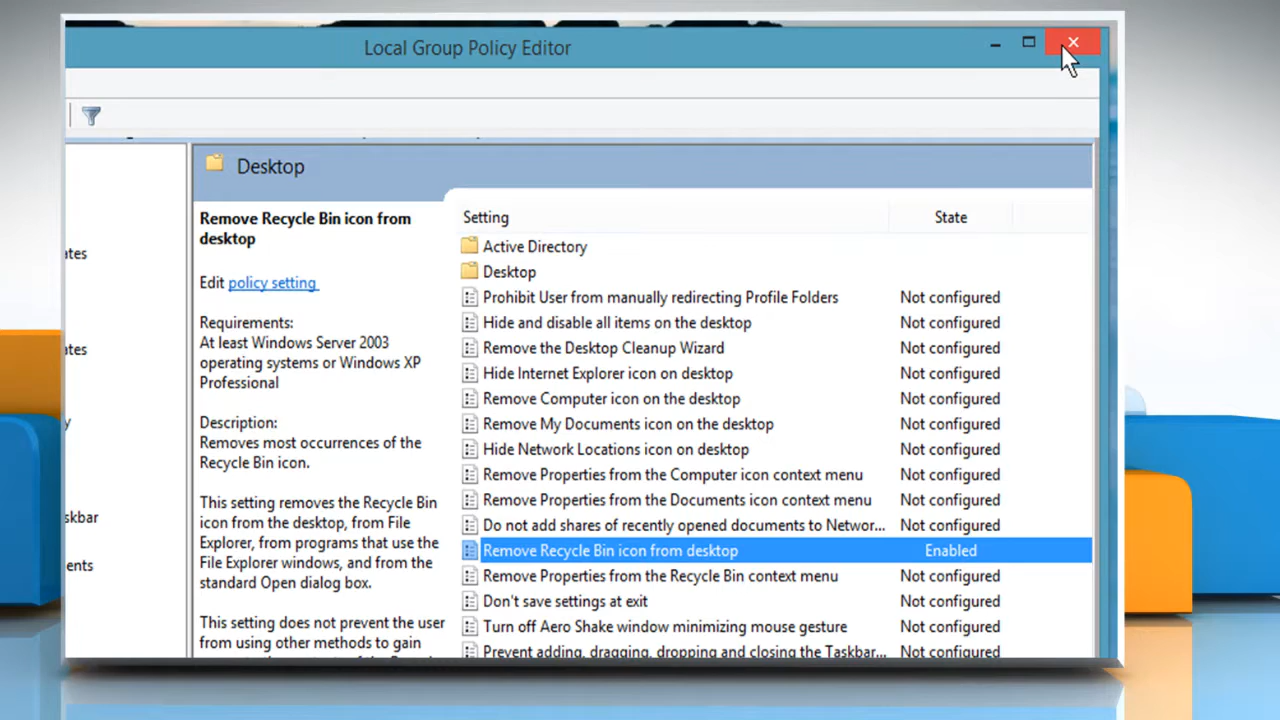 Local Group Policy Editor
Desktop
Remove Recycle Bin icon from
desktop
Edit policy setting
Requirements:
At least Windows Server 2003
operating systems or Windows XP
Professional
Description:
Removes most occurrences of the
Recycle Bin icon.
This setting removes the Recycle Bin
icon from the desktop, from File
Explorer, from programs that use the
File Explorer windows, and from the
standard Open dialog box.
This setting does not prevent the user
from using other methods to gain
Setting State
Active Directory
Desktop
Prohibit User from manually redirecting Profile Folders Not configured
Hide and disable all items on the desktop Not configured
Remove the Desktop Cleanup Wizard Not configured
Hide Internet Explorer icon on desktop Not configured
Remove Computer icon on the desktop Not configured
Remove My Documents icon on the desktop Not configured
Hide Network Locations icon on desktop Not configured
Remove Properties from the Computer icon context menu Not configured
Remove Properties from the Documents icon context menu Not configured
Do not add shares of recently opened documents to Networ... Not configured
Remove Recycle Bin icon from desktop Enabled
Remove Properties from the Recycle Bin context menu Not configured
Don't save settings at exit Not configured
Turn off Aero Shake window minimizing mouse gesture Not configured
Prevent adding, dragging, dropping and closing the Taskbar... Not configured
ates
ates
y
skbar
ents